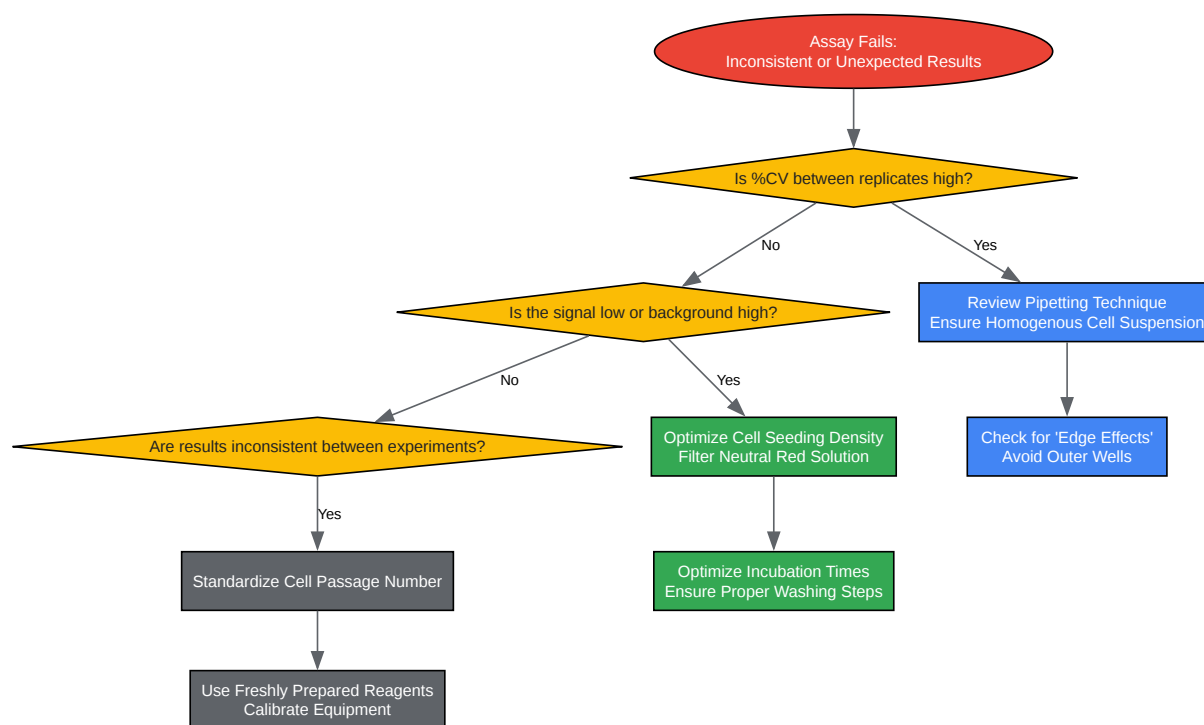 Assay Fails:
Inconsistent or Unexpected Results
Is %CV between replicates high?
No
Yes
Is the signal low or background high?
Review Pipetting Technique
Ensure Homogenous Cell Suspension
No
Yes
Are results inconsistent between experiments?
Optimize Cell Seeding Density
Filter Neutral Red Solution
Check for 'Edge Effects'
Avoid Outer Wells
Yes
Standardize Cell Passage Number
Optimize Incubation Times
Ensure Proper Washing Steps
Use Freshly Prepared Reagents
Calibrate Equipment